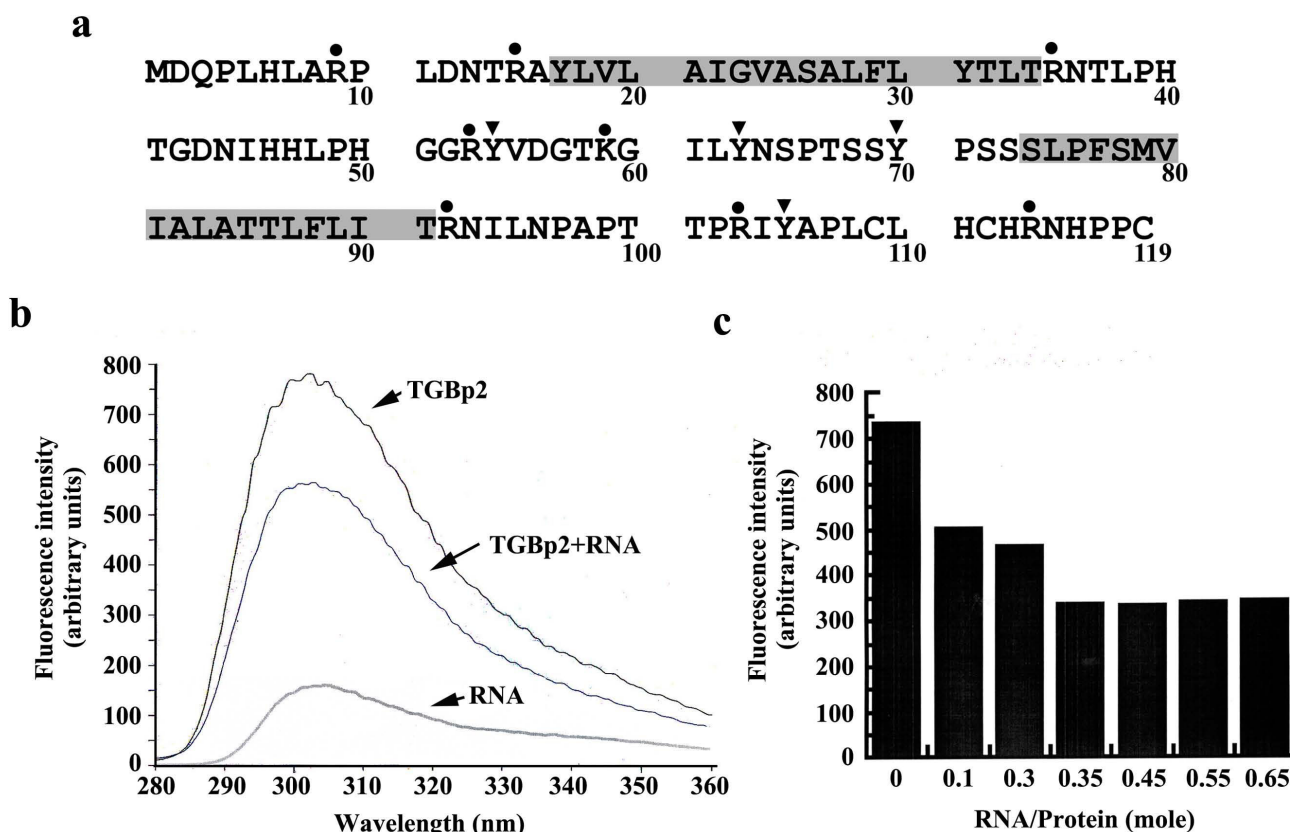 a
MDQPLHLARP LDNTRAYLVL AIGVASALFL YTLTRNTLPH
10 20 30 40
TGDNIHHLPH GGRYVDGTKG ILYNSPTSSY PSSSLPFSMV
50 60 70 80
IALATTLFLI TRNILNPAPT TPRIYAPLCL HCHRNHPPC
90 100 110 119
b
800
700
600
500
400
300
200
100
0
280 290 300 310 320 330 340 350 360
Wavelength (nm)
Fluorescence intensity
(arbitrary units)
TGBp2
TGBp2+RNA
RNA
c
800
700
600
500
400
300
200
100
0
0 0.1 0.3 0.35 0.45 0.55 0.65
RNA/Protein (mole)
Fluorescence intensity
(arbitrary units)